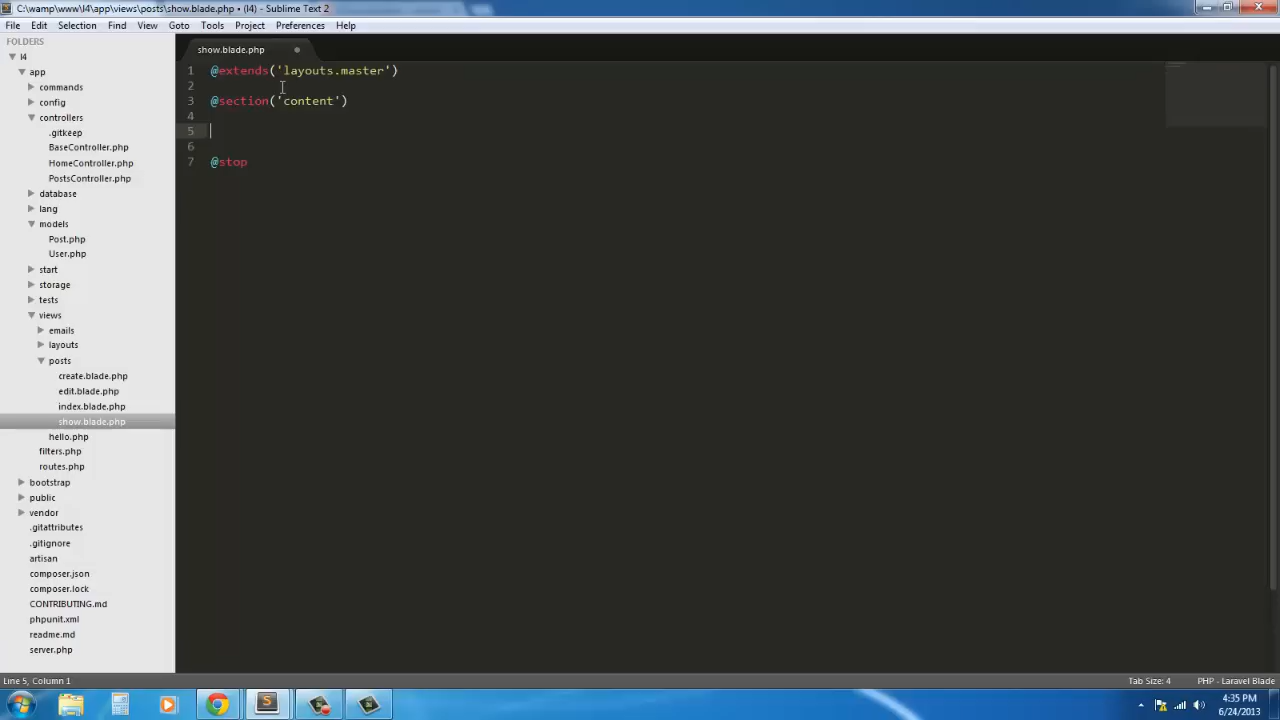 C:\wamp\www\l4\app\views\posts\show.blade.php • (l4) - Sublime Text 2
File Edit Selection Find View Goto Tools Project Preferences Help
FOLDERS
l4
app
commands
config
controllers
.gitkeep
BaseController.php
HomeController.php
PostsController.php
database
lang
models
Post.php
User.php
start
storage
tests
views
emails
layouts
posts
create.blade.php
edit.blade.php
index.blade.php
show.blade.php
hello.php
filters.php
routes.php
bootstrap
public
vendor
.gitattributes
.gitignore
artisan
composer.json
composer.lock
CONTRIBUTING.md
phpunit.xml
readme.md
server.php
show.blade.php
1 @extends('layouts.master')
2
3 @section('content')
4
5
6
7 @stop
Line 5, Column 1
Tab Size: 4
PHP - Laravel Blade
4:35 PM
6/24/2013